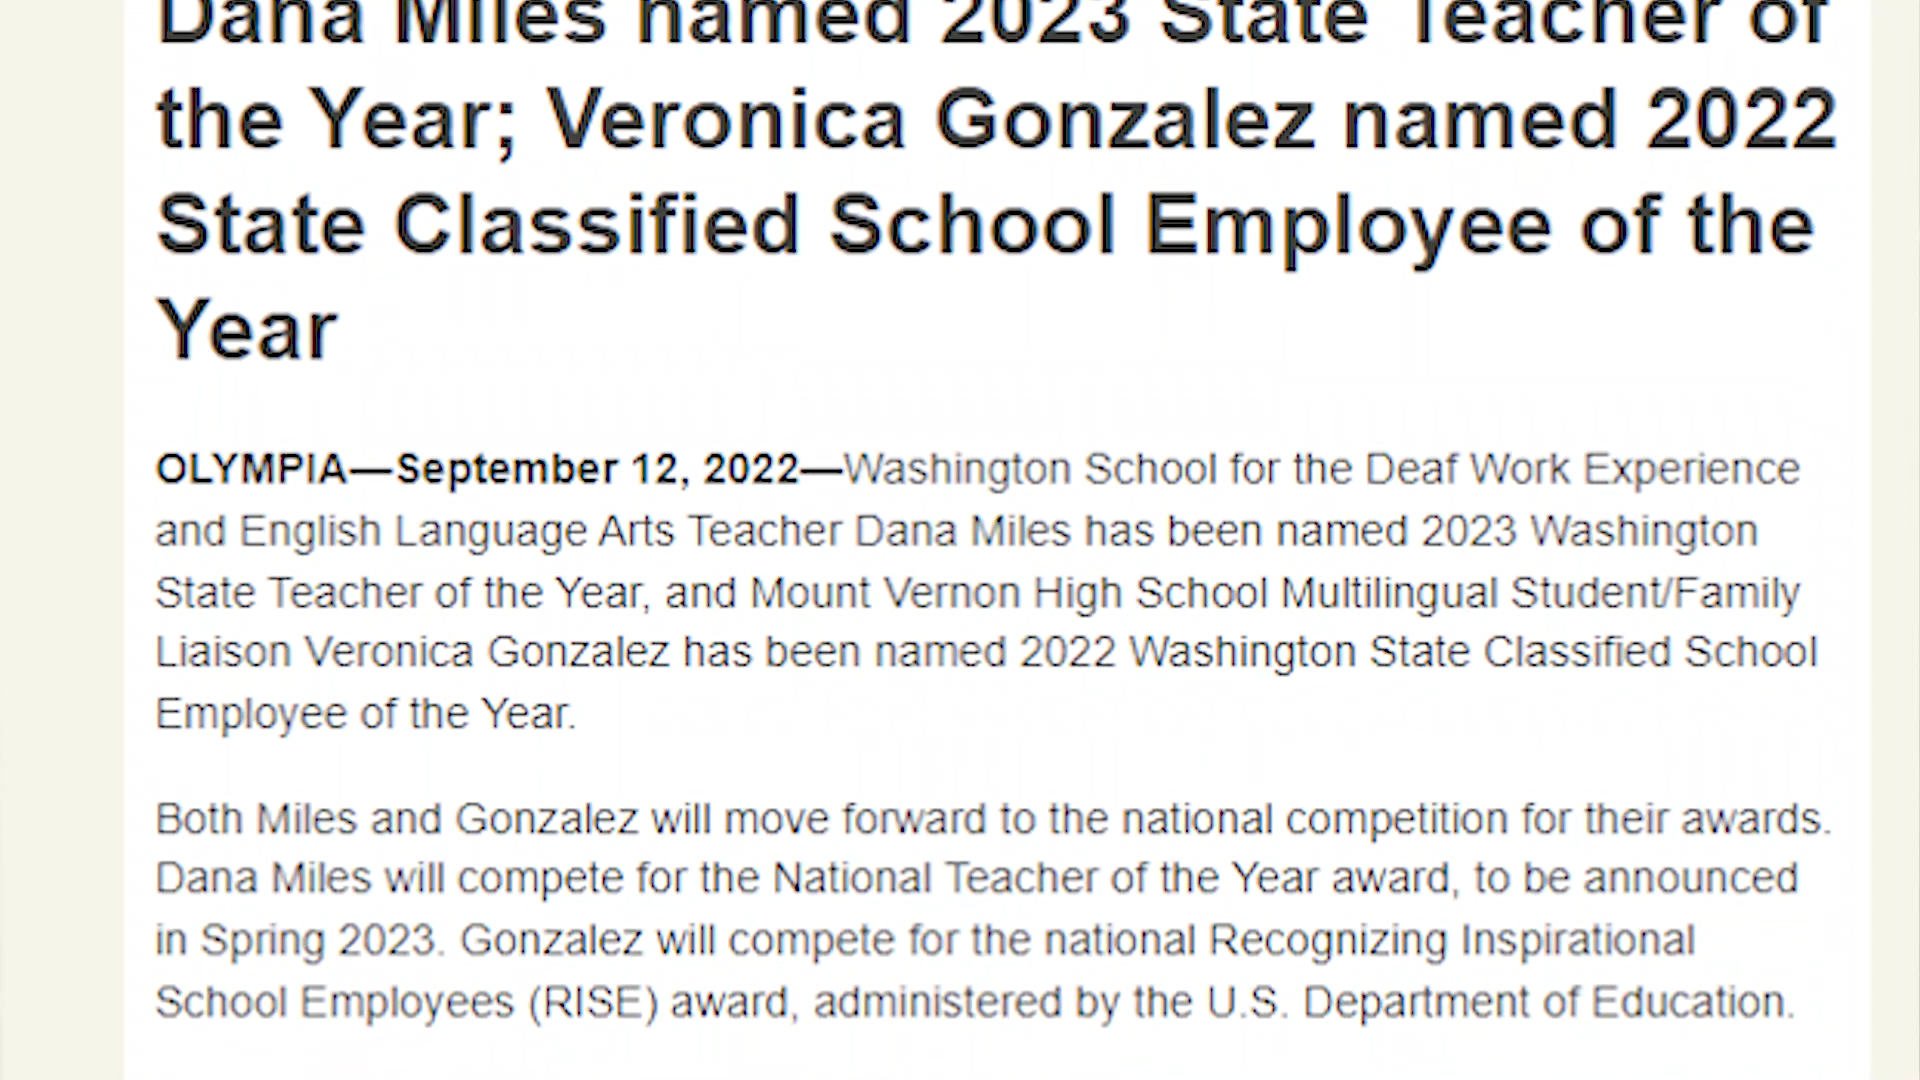 Dana Miles named 2023 State Teacher of
the Year; Veronica Gonzalez named 2022
State Classified School Employee of the
Year
OLYMPIA—September 12, 2022—Washington School for the Deaf Work Experience
and English Language Arts Teacher Dana Miles has been named 2023 Washington
State Teacher of the Year, and Mount Vernon High School Multilingual Student/Family
Liaison Veronica Gonzalez has been named 2022 Washington State Classified School
Employee of the Year.
Both Miles and Gonzalez will move forward to the national competition for their awards.
Dana Miles will compete for the National Teacher of the Year award, to be announced
in Spring 2023. Gonzalez will compete for the national Recognizing Inspirational
School Employees (RISE) award, administered by the U.S. Department of Education.